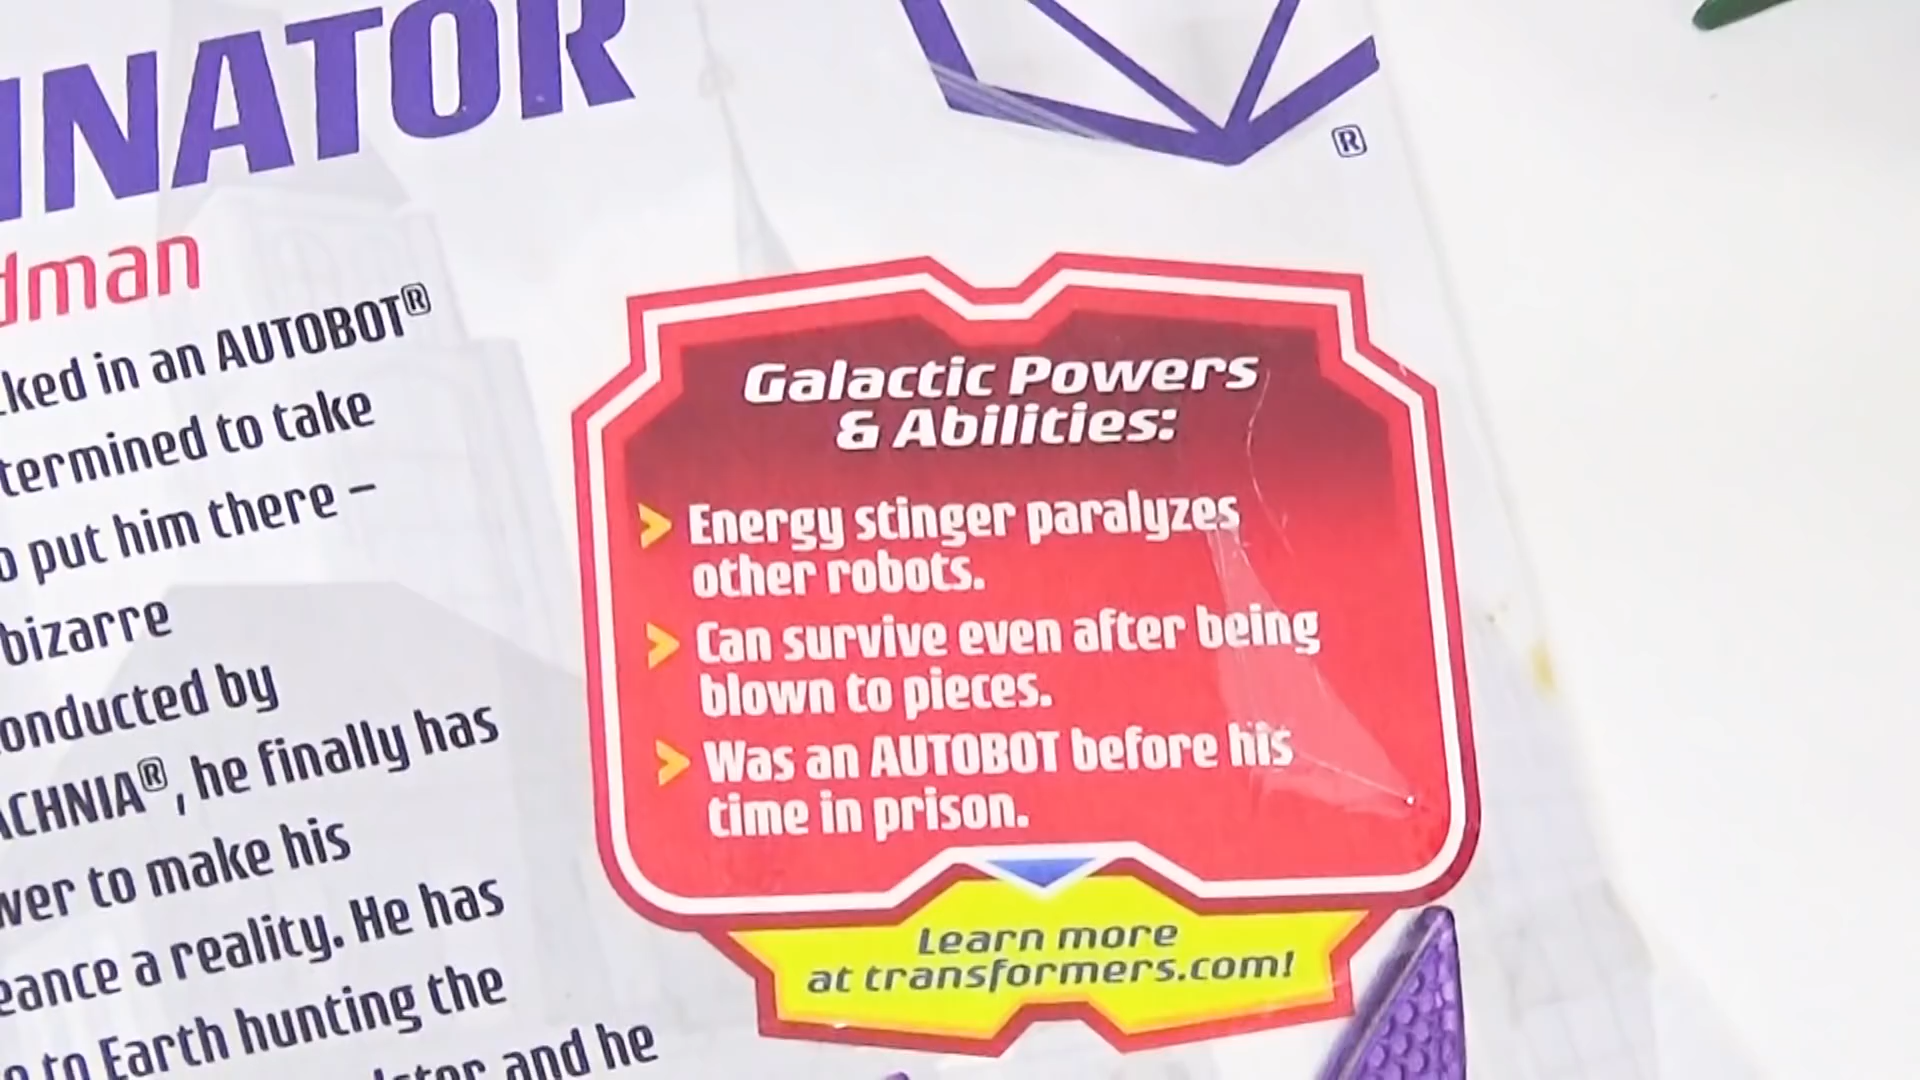 INATOR
dman
cked in an AUTOBOT®
termined to take
o put him there –
bizarre
onducted by
ACHNIA®, he finally has
wer to make his
eance a reality. He has
to Earth hunting the
and he
®
Galactic Powers
& Abilities:
> Energy stinger paralyzes
other robots.
> Can survive even after being
blown to pieces.
> Was an AUTOBOT before his
time in prison.
Learn more
at transformers.com!